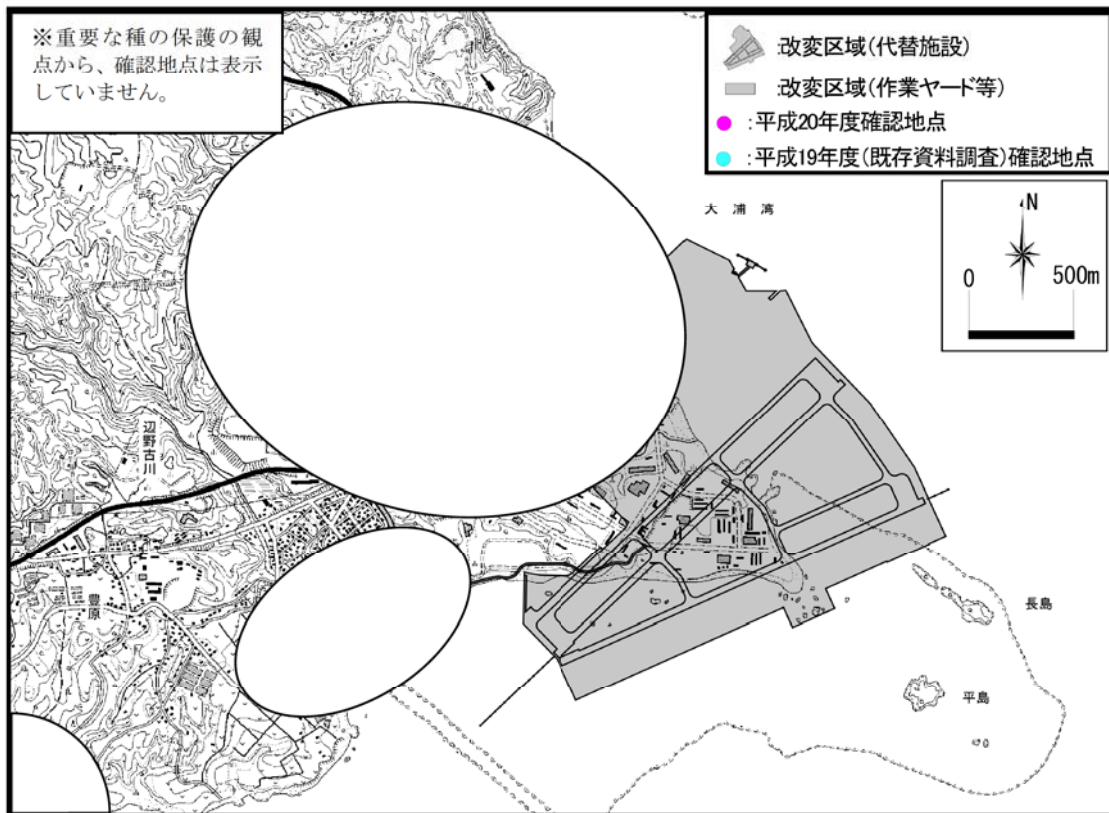 ※重要な種の保護の観
点から、確認地点は表示
していません。
:改変区域(代替施設)
:改変区域(作業ヤード等)
:平成20年度確認地点
:平成19年度(既存資料調査)確認地点
大浦湾
N
0 500m
辺野古川
豊原
長島
平島